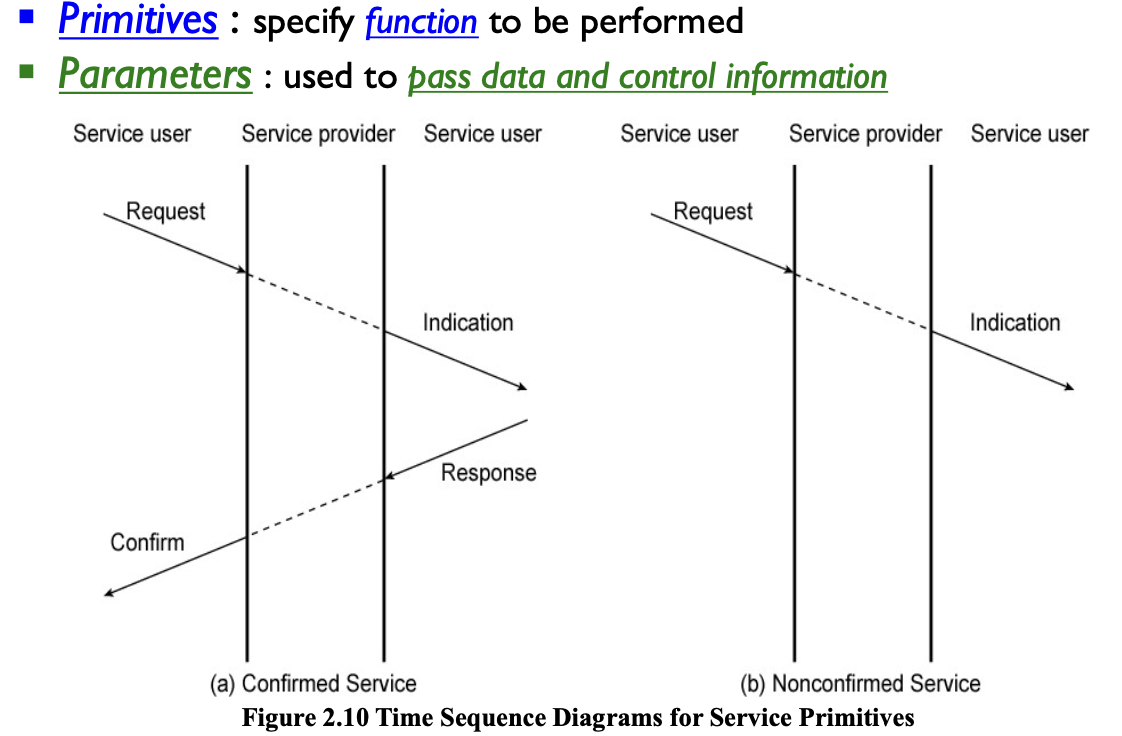 Primitives : specify function to be performed
Parameters : used to pass data and control information
Service user Service provider Service user
Request
Indication
Response
Confirm
(a) Confirmed Service
Service user Service provider Service user
Request
Indication
(b) Nonconfirmed Service
Figure 2.10 Time Sequence Diagrams for Service Primitives